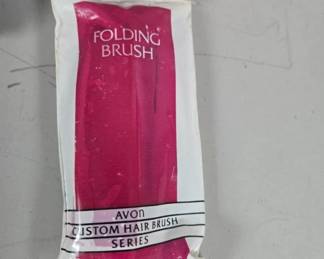 FOLDING
BRUSH
AVON
CUSTOM HAIR BRUSH
SERIES